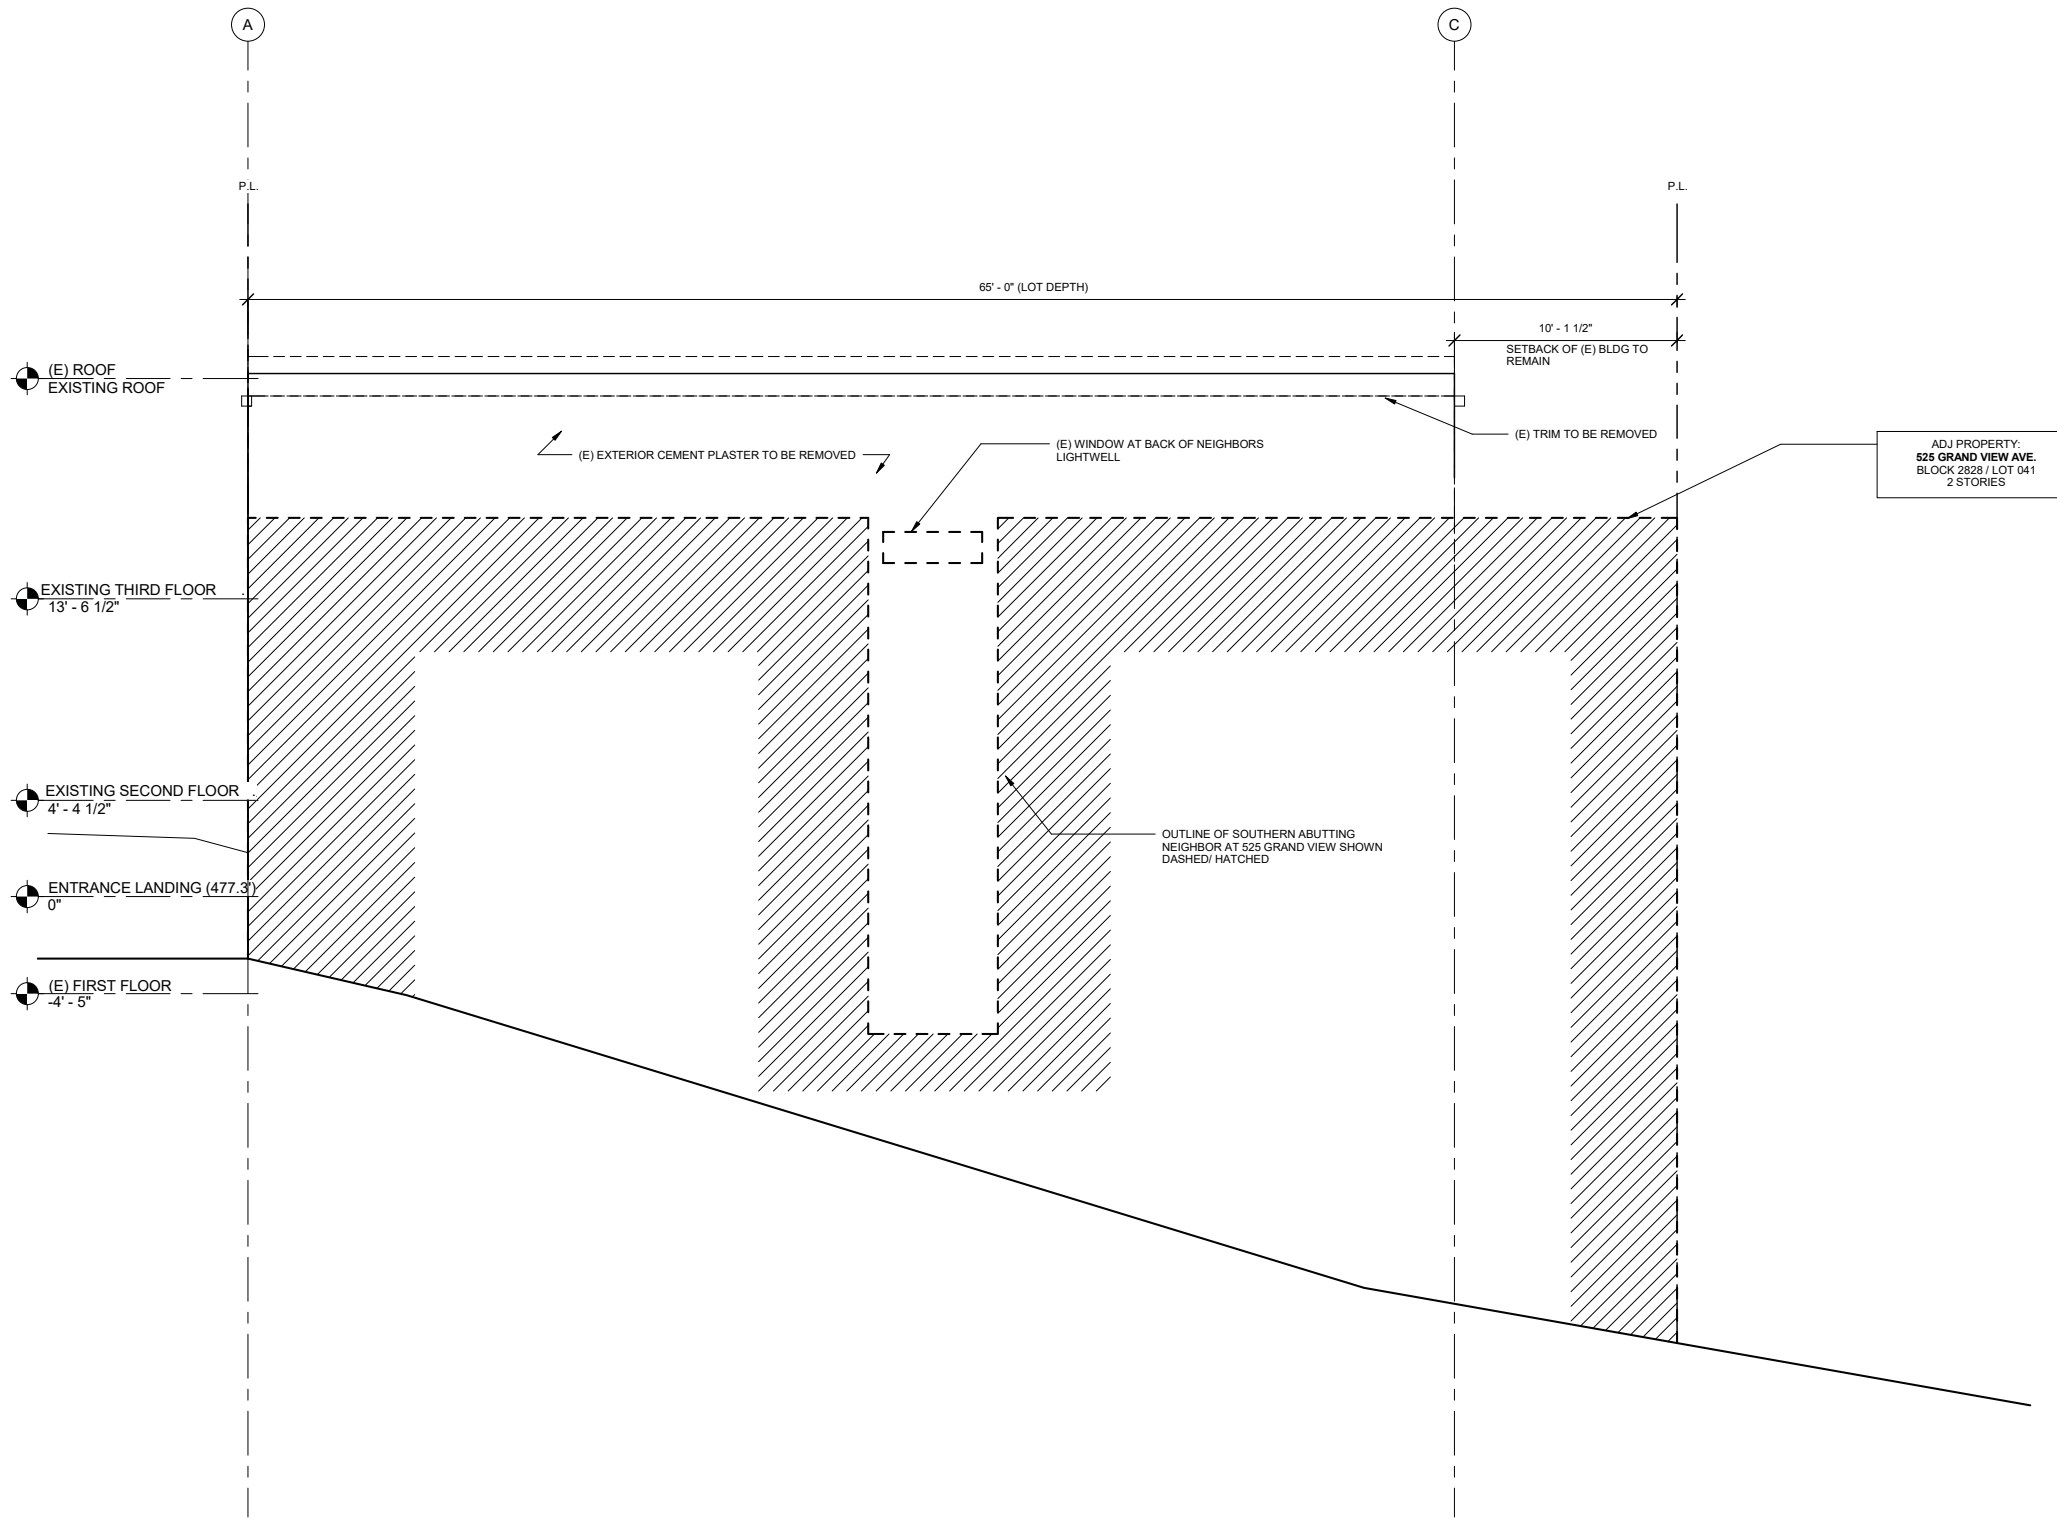 A
C
P.L.
P.L.
65' - 0" (LOT DEPTH)
10' - 1 1/2"
SETBACK OF (E) BLDG TO
REMAIN
(E) ROOF
EXISTING ROOF
(E) TRIM TO BE REMOVED
(E) EXTERIOR CEMENT PLASTER TO BE REMOVED
(E) WINDOW AT BACK OF NEIGHBORS
LIGHTWELL
ADJ PROPERTY:
525 GRAND VIEW AVE.
BLOCK 2828 / LOT 041
2 STORIES
EXISTING THIRD FLOOR
13' - 6 1/2"
EXISTING SECOND FLOOR
4' - 4 1/2"
OUTLINE OF SOUTHERN ABUTTING
NEIGHBOR AT 525 GRAND VIEW SHOWN
DASHED/ HATCHED
ENTRANCE LANDING (477.3')
0"
(E) FIRST FLOOR
-4' - 5"